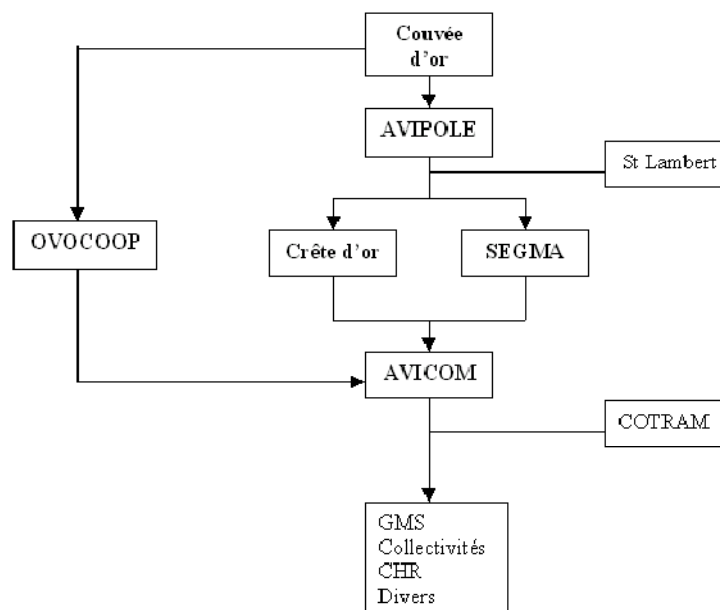 Couvée
d'or
AVIPOLE
St Lambert
OVOCOOP
Crête d'or
SEGMA
AVICOM
COTRAM
GMS
Collectivités
CHR
Divers